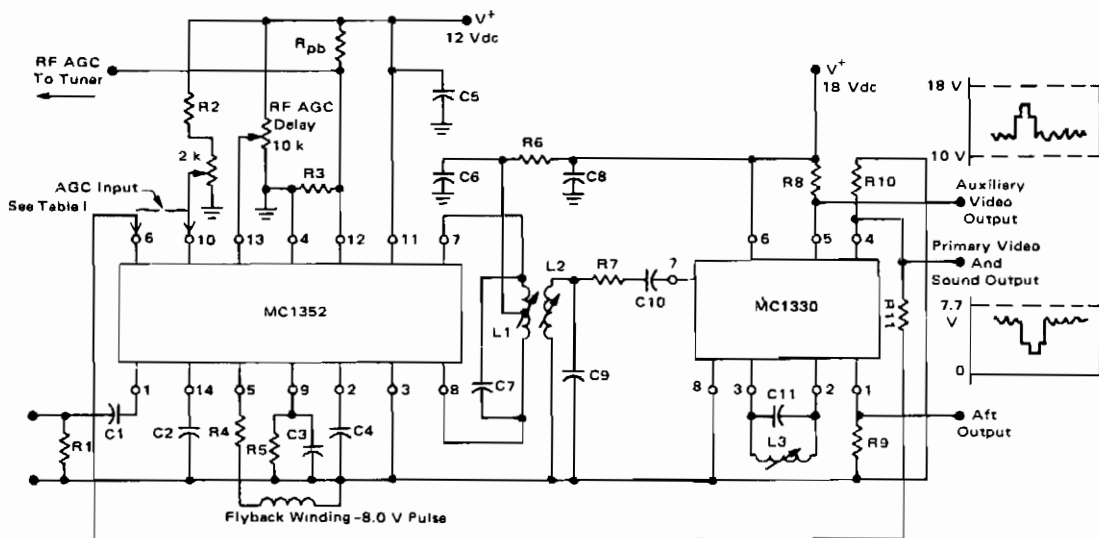 V+
12 Vdc
Rpb
RF AGC
To Tuner
C5
V+
18 Vdc
18 V
R2
RF AGC
Delay
10 k
2 k
R3
R6
C6
C8
R8
R10
10 V
AGC Input
See Table I
Auxiliary
Video
Output
6
10
13
4
12
11
7
6
5
4
Primary Video
And
Sound Output
MC1352
L1
L2
R7
C10
7
MC1330
R11
7.7
V
0
C7
C9
1
14
5
9
2
3
8
8
3
2
1
C11
L3
Aft
Output
C1
R1
C2
R4
R5
C3
C4
R9
Flyback Winding -8.0 V Pulse